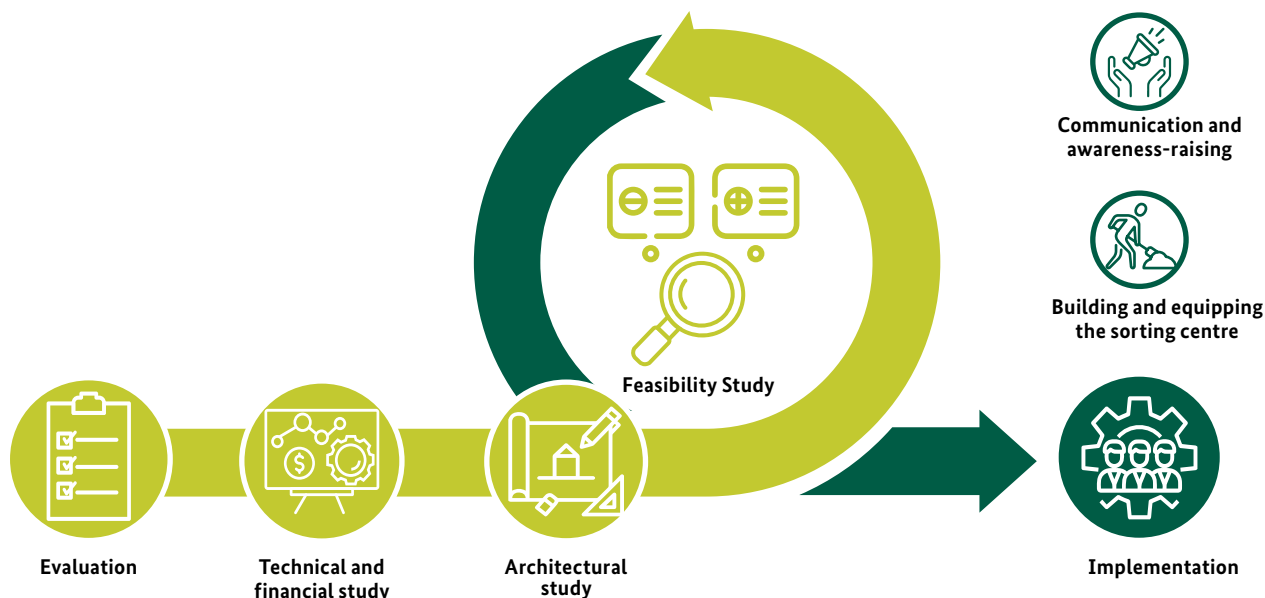 Communication and
awareness-raising
Building and equipping
the sorting centre
Feasibility Study
$
Evaluation
Technical and
financial study
Architectural
study
Implementation